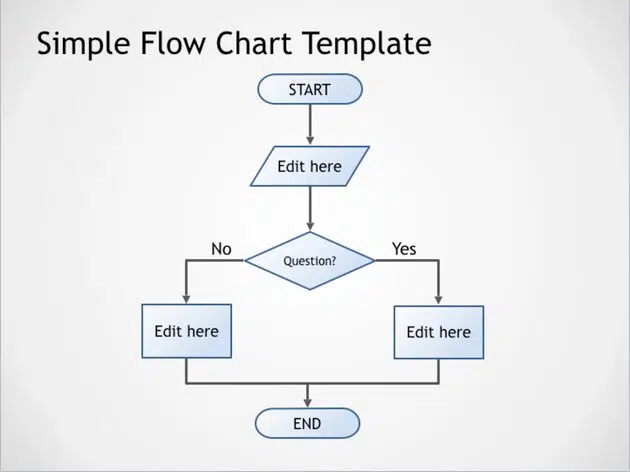 Simple Flow Chart Template
START
Edit here
No
Question?
Yes
Edit here
Edit here
END